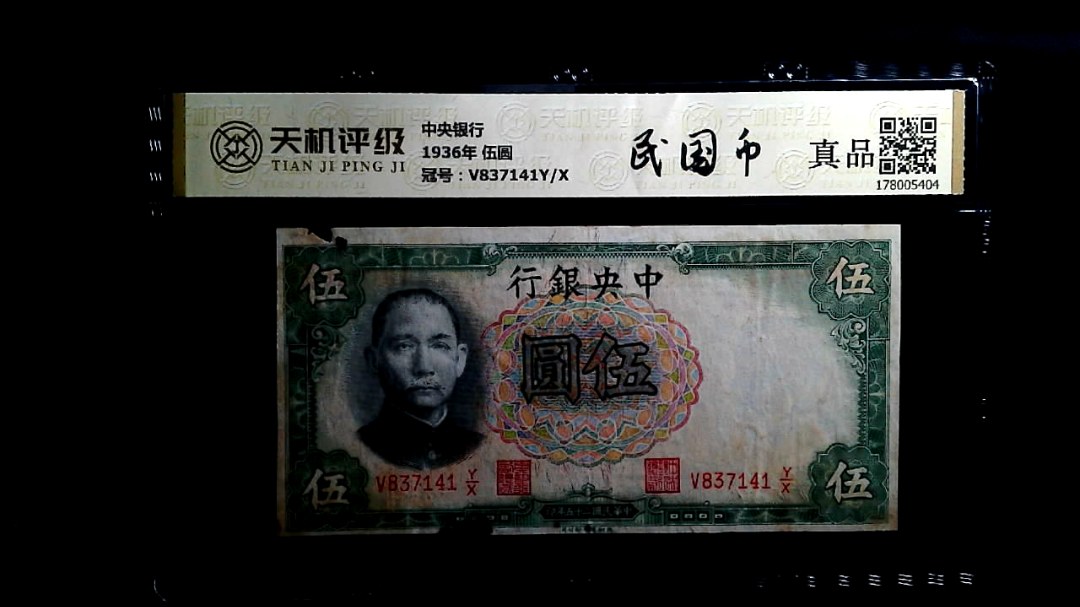 天机评级
TIAN JI PING JI
中央银行
1936年 伍圆
冠号：V837141Y/X
民国币
真品
178005404
伍
行銀央中
伍
圓伍
V837141 Y/X
V837141 Y/X
伍
伍